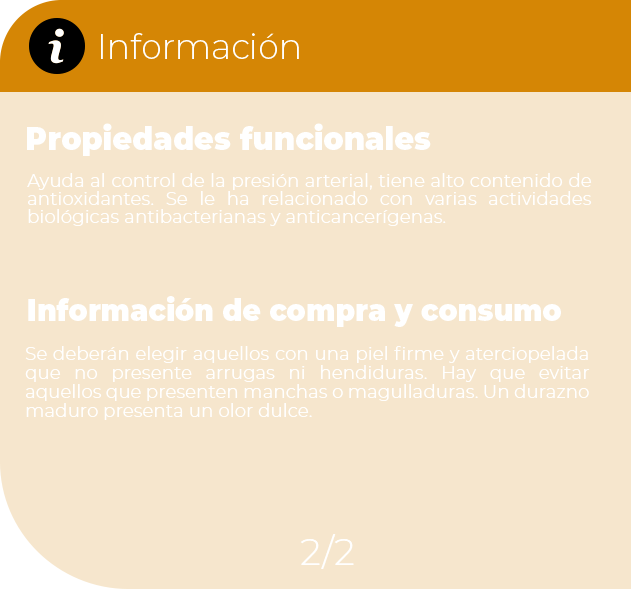 i Información
Propiedades funcionales
Ayuda al control de la presión arterial, tiene alto contenido de
antioxidantes. Se le ha relacionado con varias actividades
biológicas antibacterianas y anticancerígenas.
Información de compra y consumo
Se deberán elegir aquellos con una piel firme y aterciopelada
que no presente arrugas ni hendiduras. Hay que evitar
aquellos que presenten manchas o magulladuras. Un durazno
maduro presenta un olor dulce.
2/2